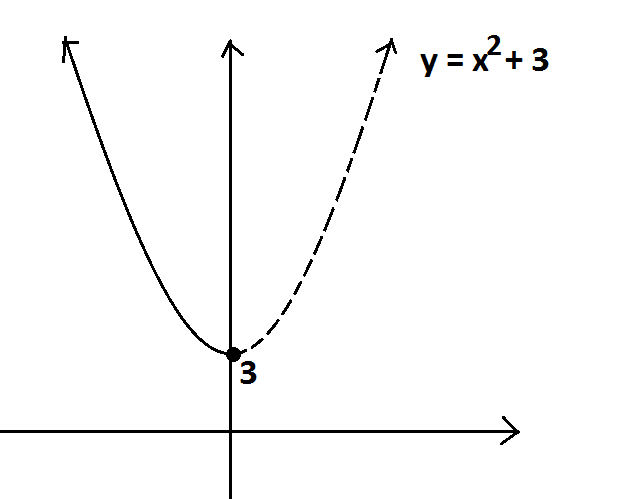 y = x² + 3
3